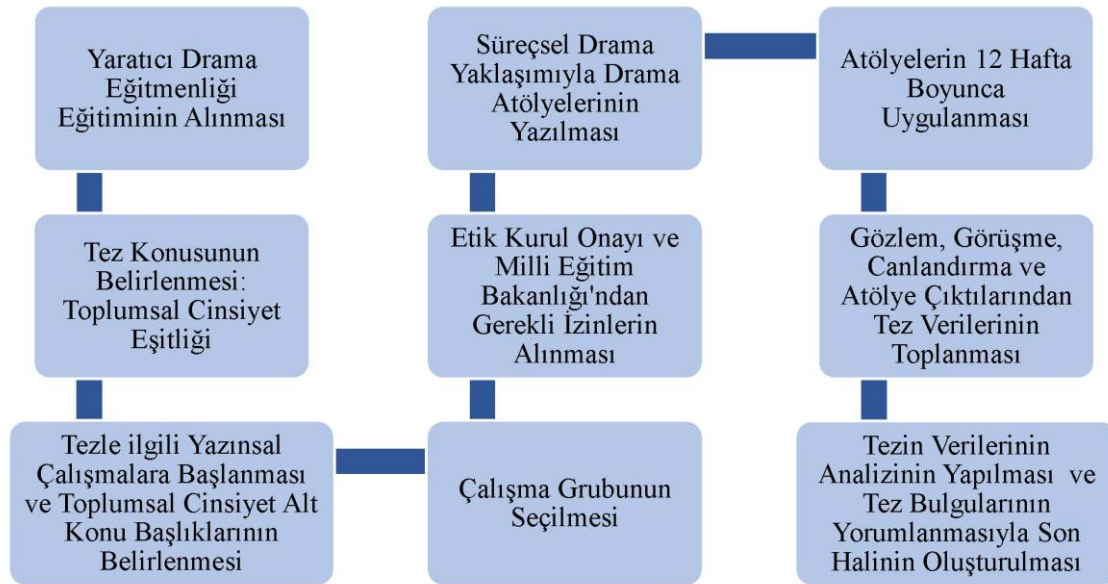 Yaratıcı Drama
Eğitmenliği
Eğitiminin Alınması
Tez Konusunun
Belirlenmesi:
Toplumsal Cinsiyet
Eşitliği
Tezle ilgili Yazınsal
Çalışmalara Başlanması
ve Toplumsal Cinsiyet Alt
Konu Başlıklarının
Belirlenmesi
Çalışma Grubunun
Seçilmesi
Etik Kurul Onayı ve
Milli Eğitim
Bakanlığı'ndan
Gerekli İzinlerin
Alınması
Süreçsel Drama
Yaklaşımıyla Drama
Atölyelerinin
Yazılması
Atölyelerin 12 Hafta
Boyunca
Uygulanması
Gözlem, Görüşme,
Canlandırma ve
Atölye Çıktılarından
Tez Verilerinin
Toplanması
Tezin Verilerinin
Analizinin Yapılması ve
Tez Bulgularının
Yorumlanmasıyla Son
Halinin Oluşturulması